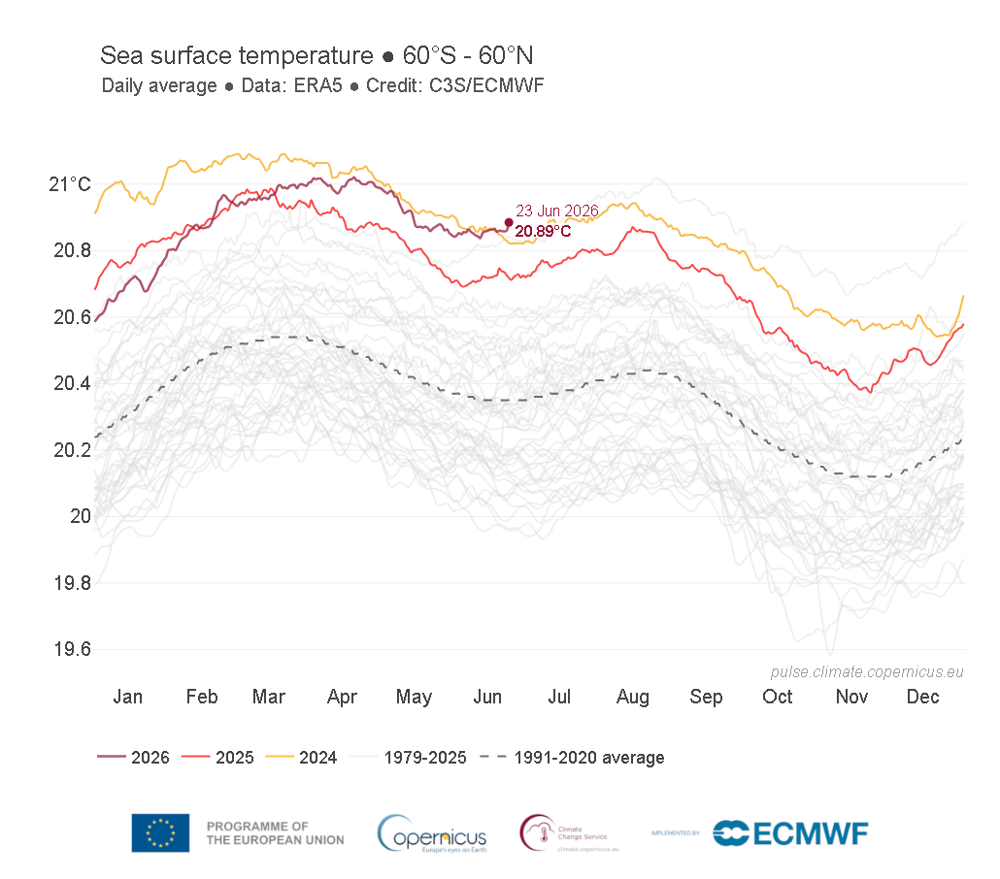 Sea surface temperature ● 60°S - 60°N
Daily average ● Data: ERA5 ● Credit: C3S/ECMWF
21°C
20.8
20.6
20.4
20.2
20
19.8
19.6
23 Jun 2026
20.89°C
pulse.climate.copernicus.eu
Jan Feb Mar Apr May Jun Jul Aug Sep Oct Nov Dec
2026 2025 2024 1979-2025 1991-2020 average
PROGRAMME OF
THE EUROPEAN UNION
opernicus
Europe's eyes on Earth
Climate
Change Service
climate.copernicus.eu
IMPLEMENTED BY
ECMWF